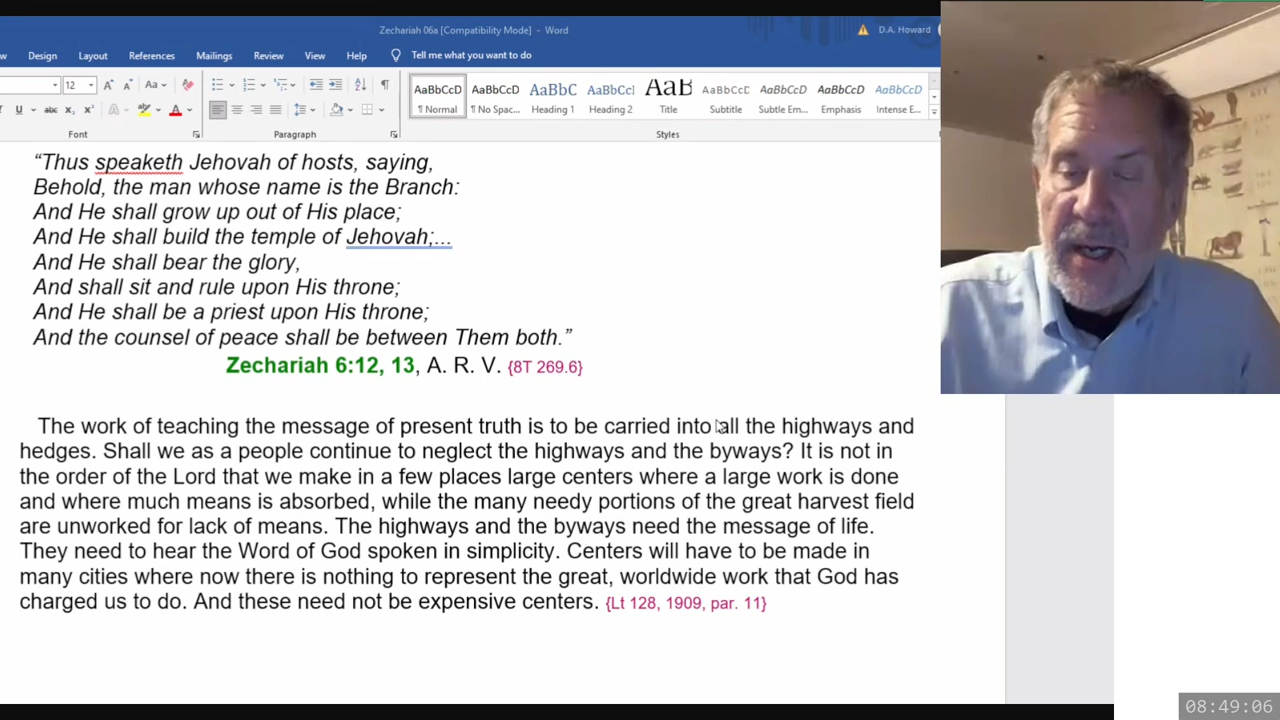 Zechariah 06a [Compatibility Mode] - Word
D.A. Howard
w Design Layout References Mailings Review View Help Tell me what you want to do
12 Aa
U abc x₂ x² A A
AaBbCcD AaBbCcD AaBbC AaBbCcI AaB AaBbCcC AaBbCcD AaBbCcD AaBbCcD
¶ Normal ¶ No Spac... Heading 1 Heading 2 Title Subtitle Subtle Em... Emphasis Intense E...
Font Paragraph Styles
“Thus speaketh Jehovah of hosts, saying,
Behold, the man whose name is the Branch:
And He shall grow up out of His place;
And He shall build the temple of Jehovah;...
And He shall bear the glory,
And shall sit and rule upon His throne;
And He shall be a priest upon His throne;
And the counsel of peace shall be between Them both.”
Zechariah 6:12, 13, A. R. V. {8T 269.6}
The work of teaching the message of present truth is to be carried into all the highways and
hedges. Shall we as a people continue to neglect the highways and the byways? It is not in
the order of the Lord that we make in a few places large centers where a large work is done
and where much means is absorbed, while the many needy portions of the great harvest field
are unworked for lack of means. The highways and the byways need the message of life.
They need to hear the Word of God spoken in simplicity. Centers will have to be made in
many cities where now there is nothing to represent the great, worldwide work that God has
charged us to do. And these need not be expensive centers. {Lt 128, 1909, par. 11}
08:49:06